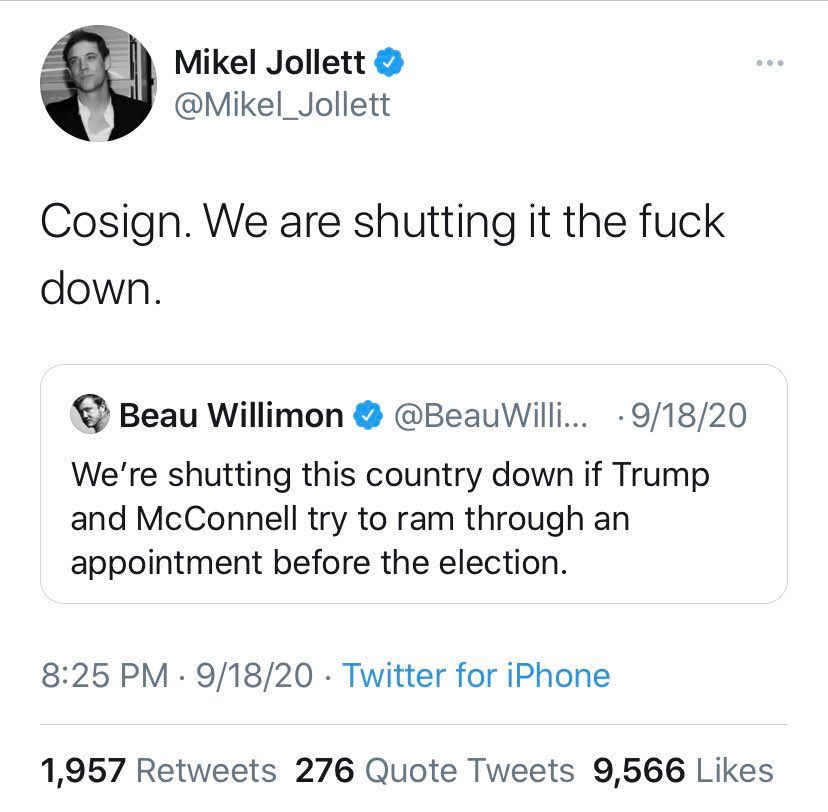 Mikel Jollett
@Mikel_Jollett
Cosign. We are shutting it the fuck
down.
Beau Willimon @BeauWilli... · 9/18/20
We’re shutting this country down if Trump
and McConnell try to ram through an
appointment before the election.
8:25 PM · 9/18/20 · Twitter for iPhone
1,957 Retweets 276 Quote Tweets 9,566 Likes